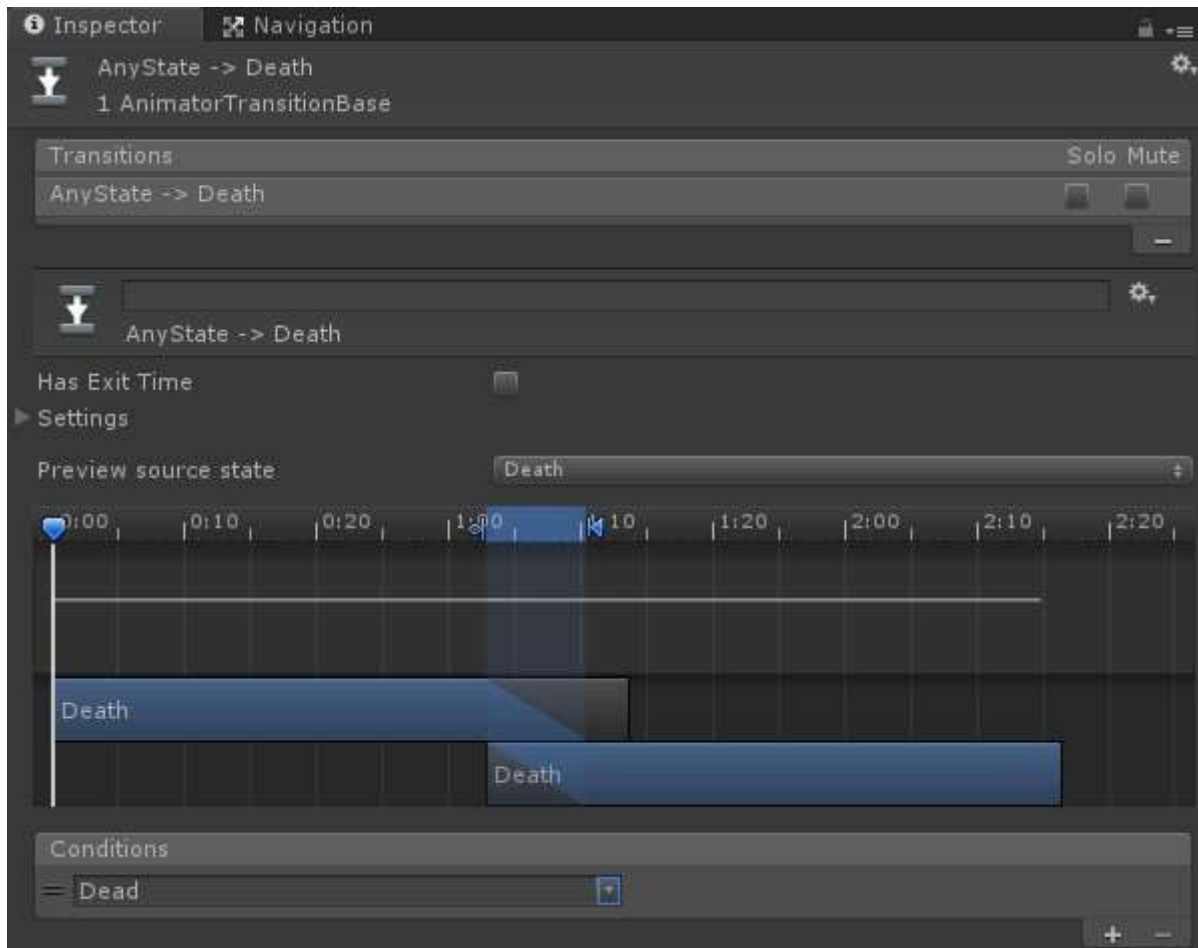 Inspector Navigation
AnyState -> Death
1 AnimatorTransitionBase
Transitions Solo Mute
AnyState -> Death
AnyState -> Death
Has Exit Time
Settings
Preview source state Death
0:00 0:10 0:20 1:00 1:10 1:20 2:00 2:10 2:20
Death
Death
Conditions
Dead